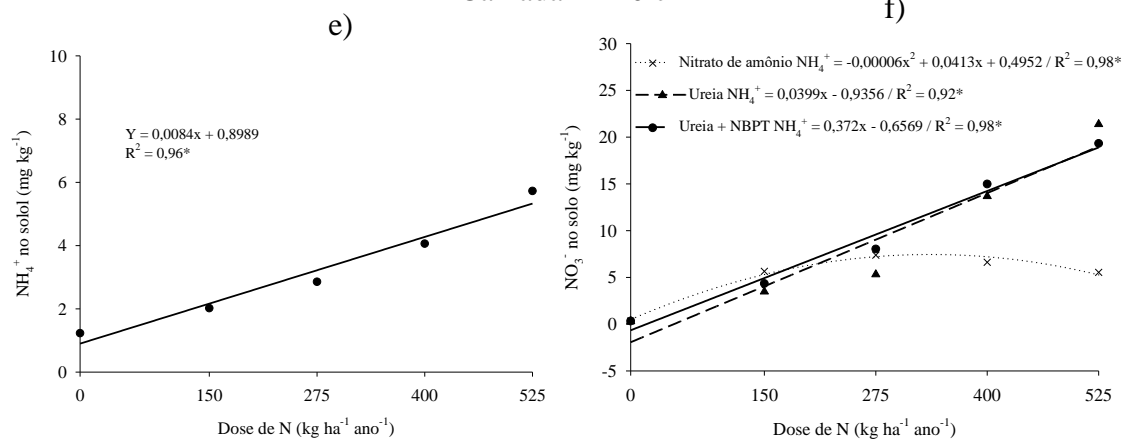 e)
f)
10
8
6
4
2
0
NH₄⁺ no solol (mg kg⁻¹)
Y = 0,0084x + 0,8989
R² = 0,96*
0 150 275 400 525
Dose de N (kg ha⁻¹ ano⁻¹)
30
25
20
15
10
5
0
-5
NO₃⁻ no solo (mg kg⁻¹)
Nitrato de amônio NH₄⁺ = -0,00006x² + 0,0413x + 0,4952 / R² = 0,98*
Ureia NH₄⁺ = 0,0399x - 0,9356 / R² = 0,92*
Ureia + NBPT NH₄⁺ = 0,372x - 0,6569 / R² = 0,98*
0 150 275 400 525
Dose de N (kg ha⁻¹ ano⁻¹)